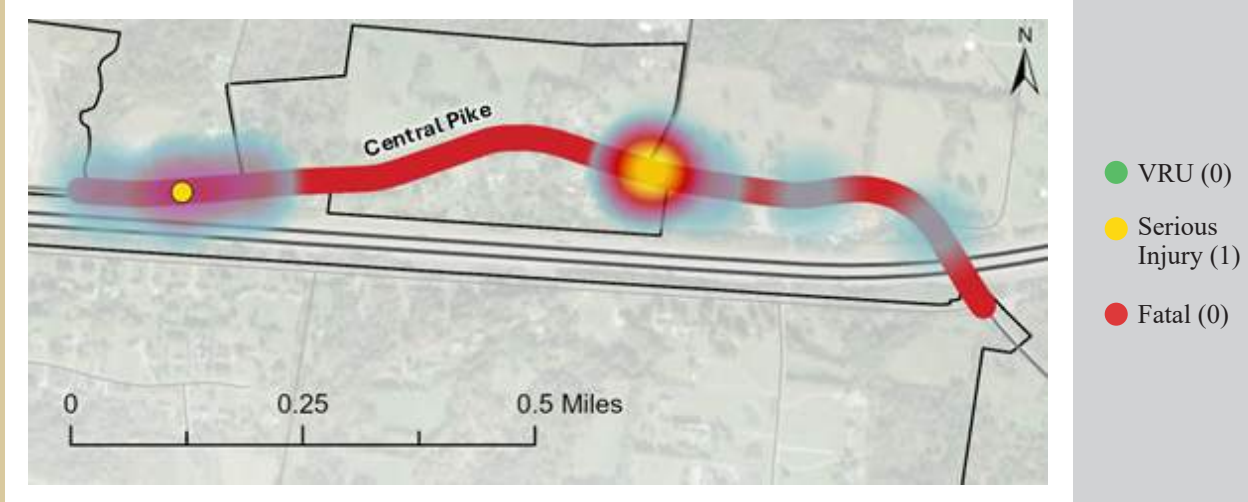 N
Central Pike
0 0.25 0.5 Miles
VRU (0)
Serious
Injury (1)
Fatal (0)